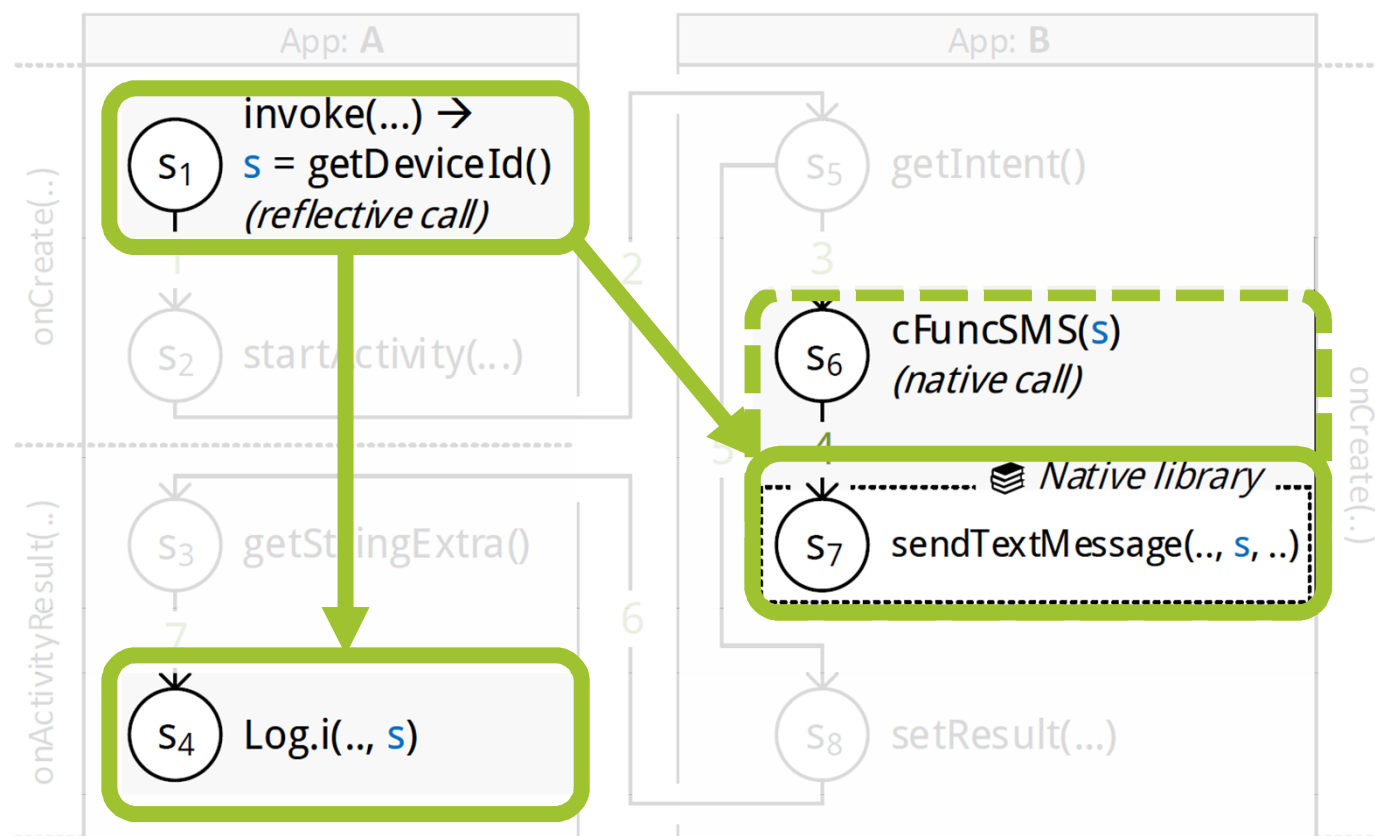 App: A
onCreate(..)
s1
invoke(...) →
s = getDeviceId()
(reflective call)
1
s2
startActivity(...)
2
onActivityResult(..)
s3
getStringExtra()
7
s4
Log.i(.., s)
6
App: B
onCreate(..)
s5
getIntent()
3
s6
cFuncSMS(s)
(native call)
4
5
Native library
s7
sendTextMessage(.., s, ..)
s8
setResult(...)